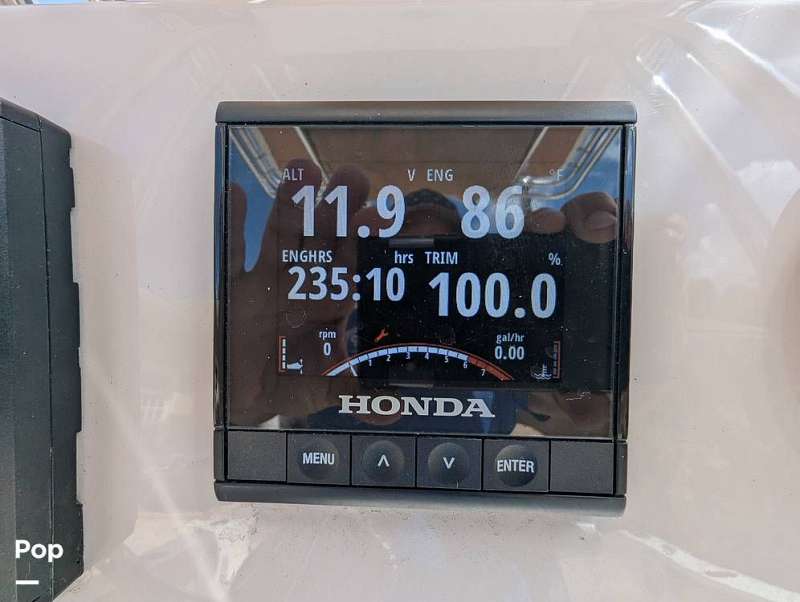 ALT V ENG °F
11.9 86
ENGHRS hrs TRIM %
235:10 100.0
rpm gal/hr
0 0.00
1 2 3 4 5 6 7
HONDA
MENU ENTER
Pop